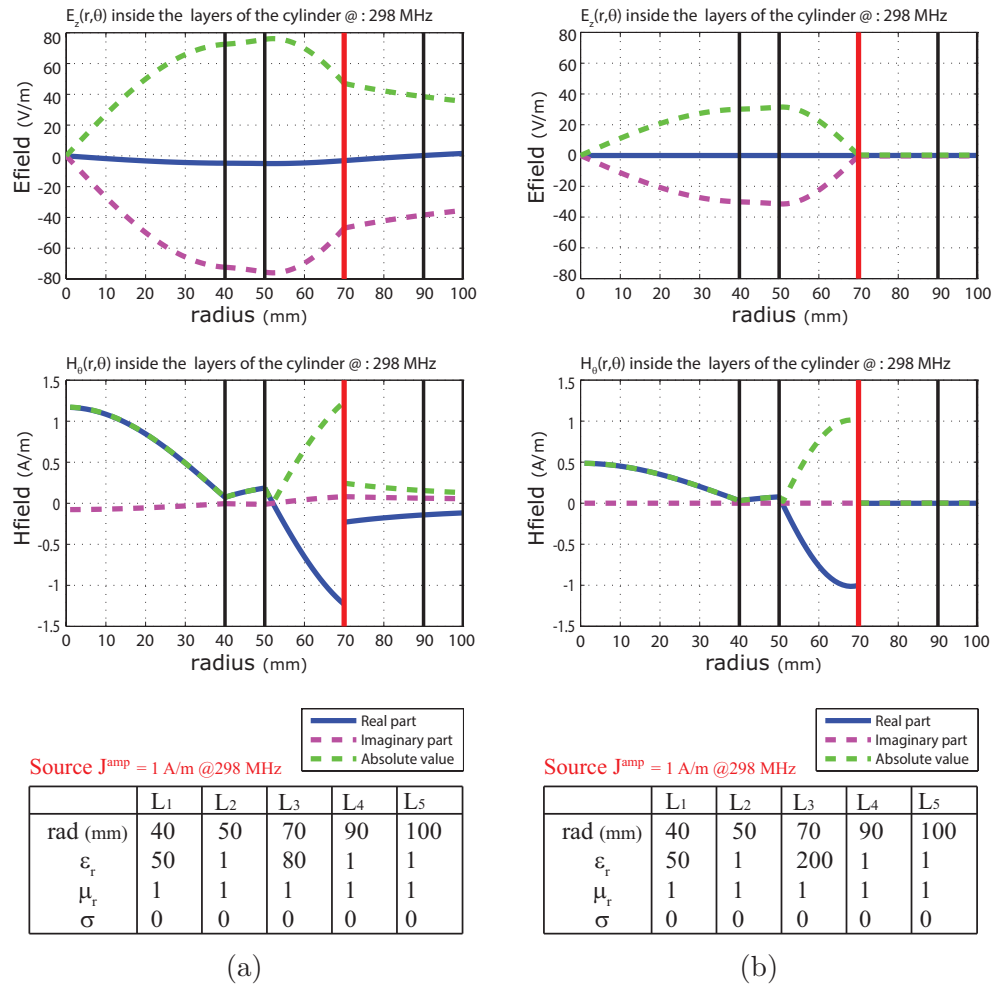 E_z(r,θ) inside the layers of the cylinder @ : 298 MHz
Efield (V/m)
80
60
40
20
0
-20
-40
-60
-80
0 10 20 30 40 50 60 70 80 90 100
radius (mm)
H_θ(r,θ) inside the layers of the cylinder @ : 298 MHz
Hfield (A/m)
1.5
1
0.5
0
-0.5
-1
-1.5
0 10 20 30 40 50 60 70 80 90 100
radius (mm)
Real part
Imaginary part
Absolute value
Source J^amp = 1 A/m @298 MHz
L1 L2 L3 L4 L5
rad (mm) 40 50 70 90 100
ε_r 50 1 80 1 1
μ_r 1 1 1 1 1
σ 0 0 0 0 0
(a)
E_z(r,θ) inside the layers of the cylinder @ : 298 MHz
Efield (V/m)
80
60
40
20
0
-20
-40
-60
-80
0 10 20 30 40 50 60 70 80 90 100
radius (mm)
H_θ(r,θ) inside the layers of the cylinder @ : 298 MHz
Hfield (A/m)
1.5
1
0.5
0
-0.5
-1
-1.5
0 10 20 30 40 50 60 70 80 90 100
radius (mm)
Real part
Imaginary part
Absolute value
Source J^amp = 1 A/m @298 MHz
L1 L2 L3 L4 L5
rad (mm) 40 50 70 90 100
ε_r 50 1 200 1 1
μ_r 1 1 1 1 1
σ 0 0 0 0 0
(b)